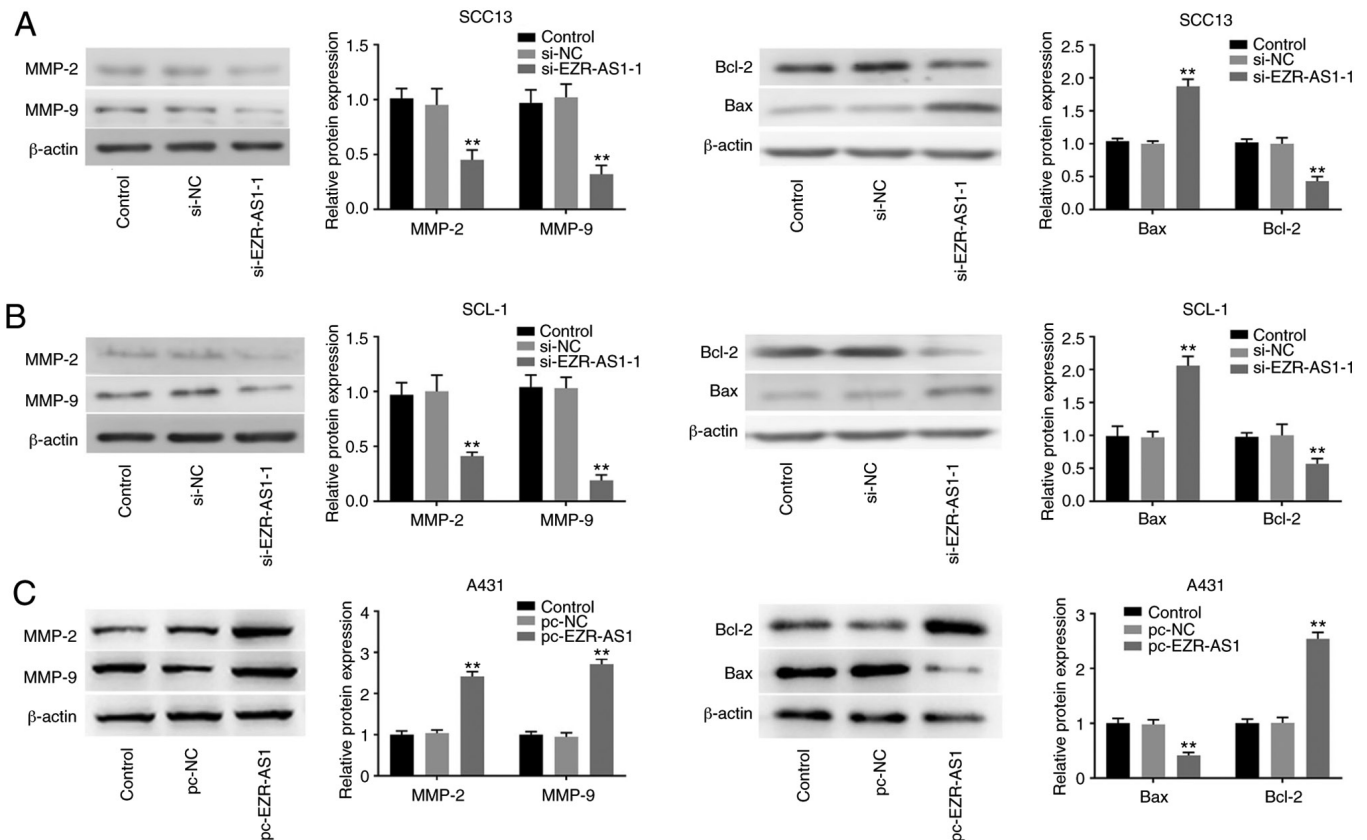 A
MMP-2
MMP-9
β-actin
Control
si-NC
si-EZR-AS1-1
SCC13
Relative protein expression
1.5
1.0
0.5
0.0
Control
si-NC
si-EZR-AS1-1
**
**
MMP-2
MMP-9
Bcl-2
Bax
β-actin
Control
si-NC
si-EZR-AS1-1
SCC13
Relative protein expression
2.5
2.0
1.5
1.0
0.5
0.0
Control
si-NC
si-EZR-AS1-1
**
**
Bax
Bcl-2
B
MMP-2
MMP-9
β-actin
Control
si-NC
si-EZR-AS1-1
SCL-1
Relative protein expression
1.5
1.0
0.5
0.0
Control
si-NC
si-EZR-AS1-1
**
**
MMP-2
MMP-9
Bcl-2
Bax
β-actin
Control
si-NC
si-EZR-AS1-1
SCL-1
Relative protein expression
2.5
2.0
1.5
1.0
0.5
0.0
Control
si-NC
si-EZR-AS1-1
**
**
Bax
Bcl-2
C
MMP-2
MMP-9
β-actin
Control
pc-NC
pc-EZR-AS1
A431
Relative protein expression
4
3
2
1
0
Control
pc-NC
pc-EZR-AS1
**
**
MMP-2
MMP-9
Bcl-2
Bax
β-actin
Control
pc-NC
pc-EZR-AS1
A431
Relative protein expression
3
2
1
0
Control
pc-NC
pc-EZR-AS1
**
**
Bax
Bcl-2